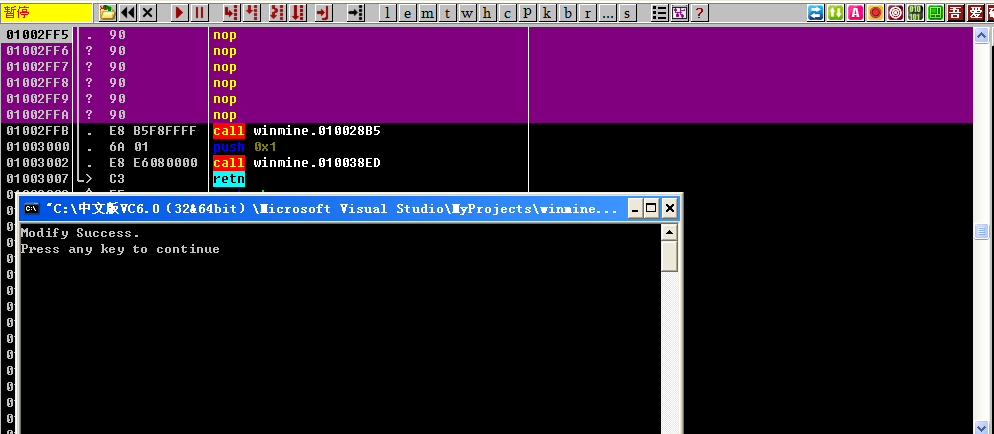 暂停 l e m t w h c p k b r ... s ? A 吾 爱
01002FF5 . 90 nop
01002FF6 ? 90 nop
01002FF7 ? 90 nop
01002FF8 ? 90 nop
01002FF9 ? 90 nop
01002FFA ? 90 nop
01002FFB . E8 B5F8FFFF call winmine.010028B5
01003000 . 6A 01 push 0x1
01003002 . E8 E6080000 call winmine.010038ED
01003007 > C3 retn
"C:\中文版VC6.0（32&64bit）\Microsoft Visual Studio\MyProjects\winmine...
Modify Success.
Press any key to continue